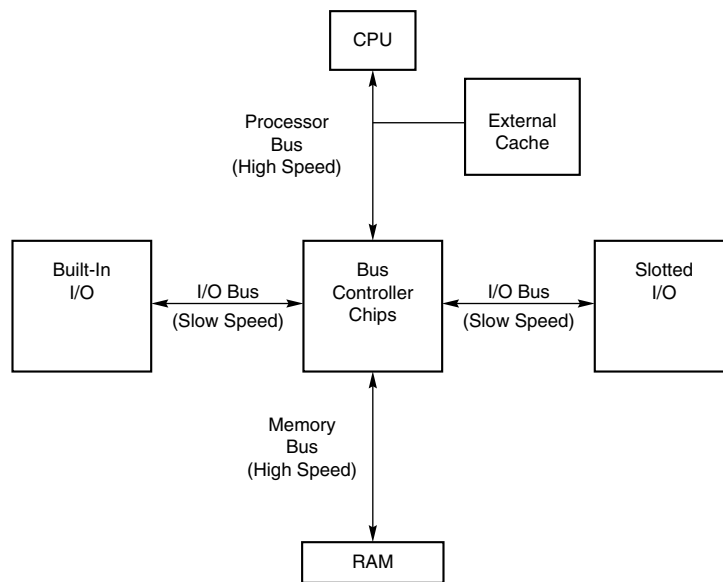 CPU
Processor
Bus
(High Speed)
External
Cache
Built-In
I/O
I/O Bus
(Slow Speed)
Bus
Controller
Chips
I/O Bus
(Slow Speed)
Slotted
I/O
Memory
Bus
(High Speed)
RAM